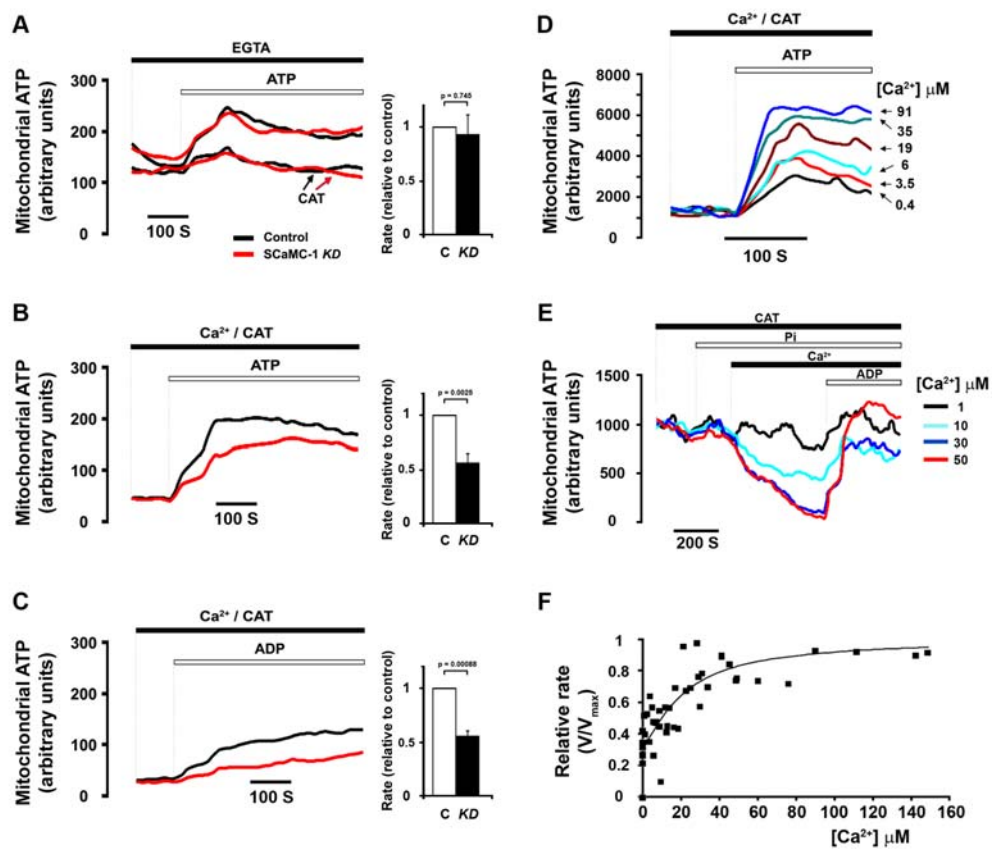 A
EGTA
ATP
Mitochondrial ATP
(arbitrary units)
300
200
100
0
CAT
100 S
Control
SCaMC-1 KD
Rate (relative to control)
p = 0.745
1
0.5
0
C KD
B
Ca²⁺ / CAT
ATP
Mitochondrial ATP
(arbitrary units)
300
200
100
0
100 S
Rate (relative to control)
p = 0.0025
1
0.5
0
C KD
C
Ca²⁺ / CAT
ADP
Mitochondrial ATP
(arbitrary units)
300
200
100
0
100 S
Rate (relative to control)
p = 0.00088
1
0.5
0
C KD
D
Ca²⁺ / CAT
ATP
Mitochondrial ATP
(arbitrary units)
8000
6000
4000
2000
0
[Ca²⁺] µM
91
35
19
6
3.5
0.4
100 S
E
CAT
Pi
Ca²⁺
ADP
Mitochondrial ATP
(arbitrary units)
1500
1000
500
0
[Ca²⁺] µM
1
10
30
50
200 S
F
Relative rate
(V/Vmax)
1
0.8
0.6
0.4
0.2
0
0 20 40 60 80 100 120 140 160
[Ca²⁺] µM